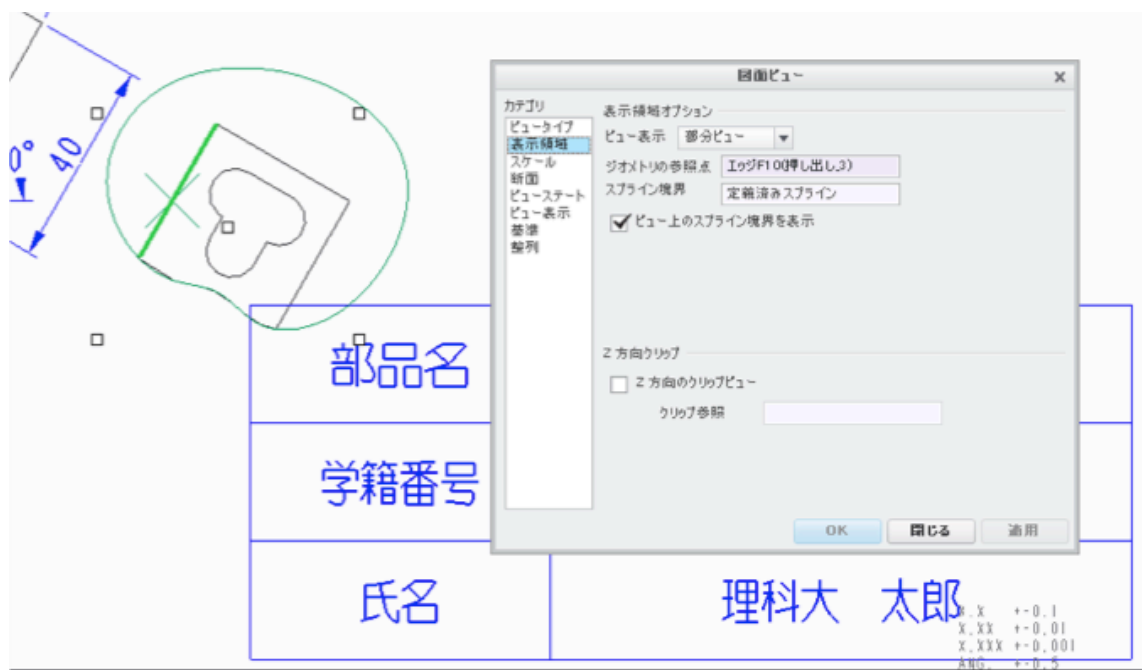 図面ビュー
カテゴリ
ビュータイプ
表示領域
スケール
断面
ビューステート
ビュー表示
基準
整列
表示領域オプション
ビュー表示 部分ビュー
ジオメトリの参照点 エッジF10(押し出し_3)
スプライン境界 定義済みスプライン
ビュー上のスプライン境界を表示
Z 方向クリップ
Z 方向のクリップビュー
クリップ参照
OK 閉じる 適用
40
0°
部品名
学籍番号
氏名 理科大 太郎
X.X +-0.1
X.XX +-0.01
X.XXX +-0.001
ANG. +-0.5